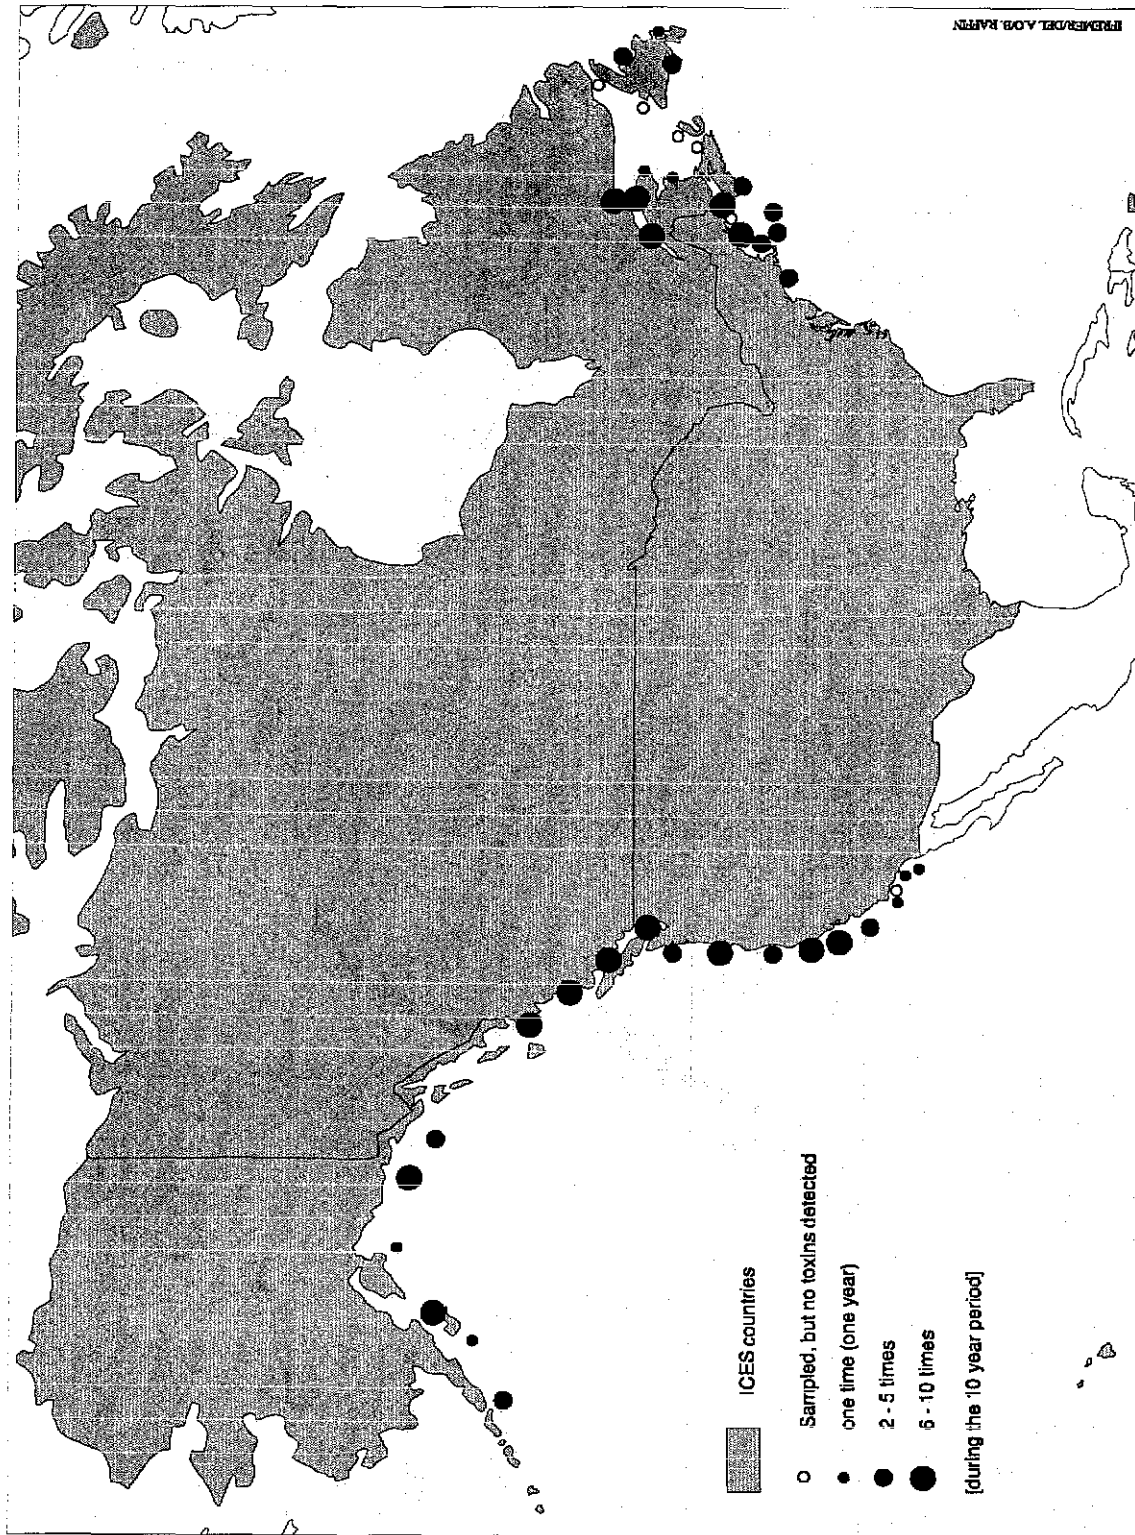 ICES countries
Sampled, but no toxins detected
one time (one year)
2 - 5 times
6 - 10 times
[during the 10 year period]